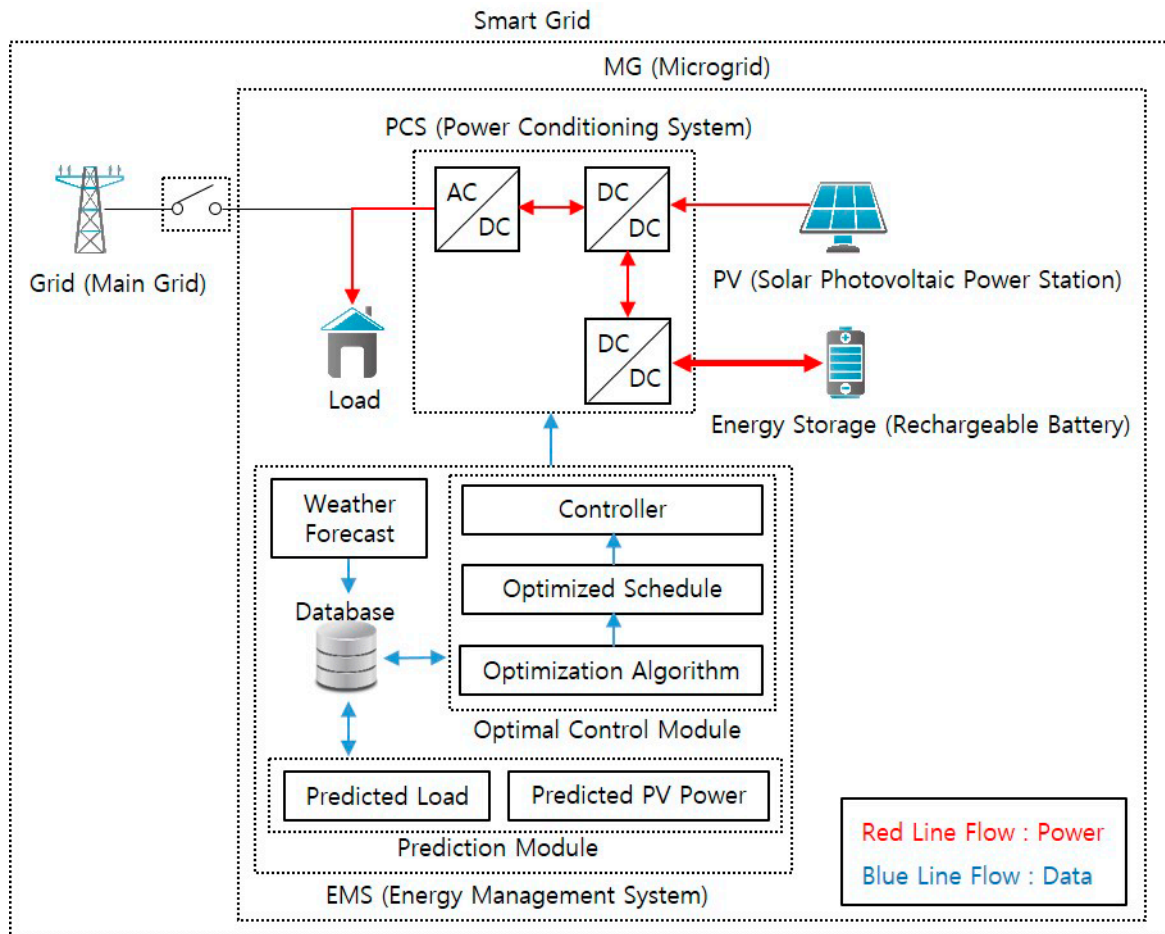 Smart Grid
MG (Microgrid)
PCS (Power Conditioning System)
AC
DC
DC
DC
Grid (Main Grid)
PV (Solar Photovoltaic Power Station)
DC
DC
Load
Energy Storage (Rechargeable Battery)
Weather
Forecast
Controller
Optimized Schedule
Database
Optimization Algorithm
Optimal Control Module
Predicted Load
Predicted PV Power
Prediction Module
EMS (Energy Management System)
Red Line Flow : Power
Blue Line Flow : Data